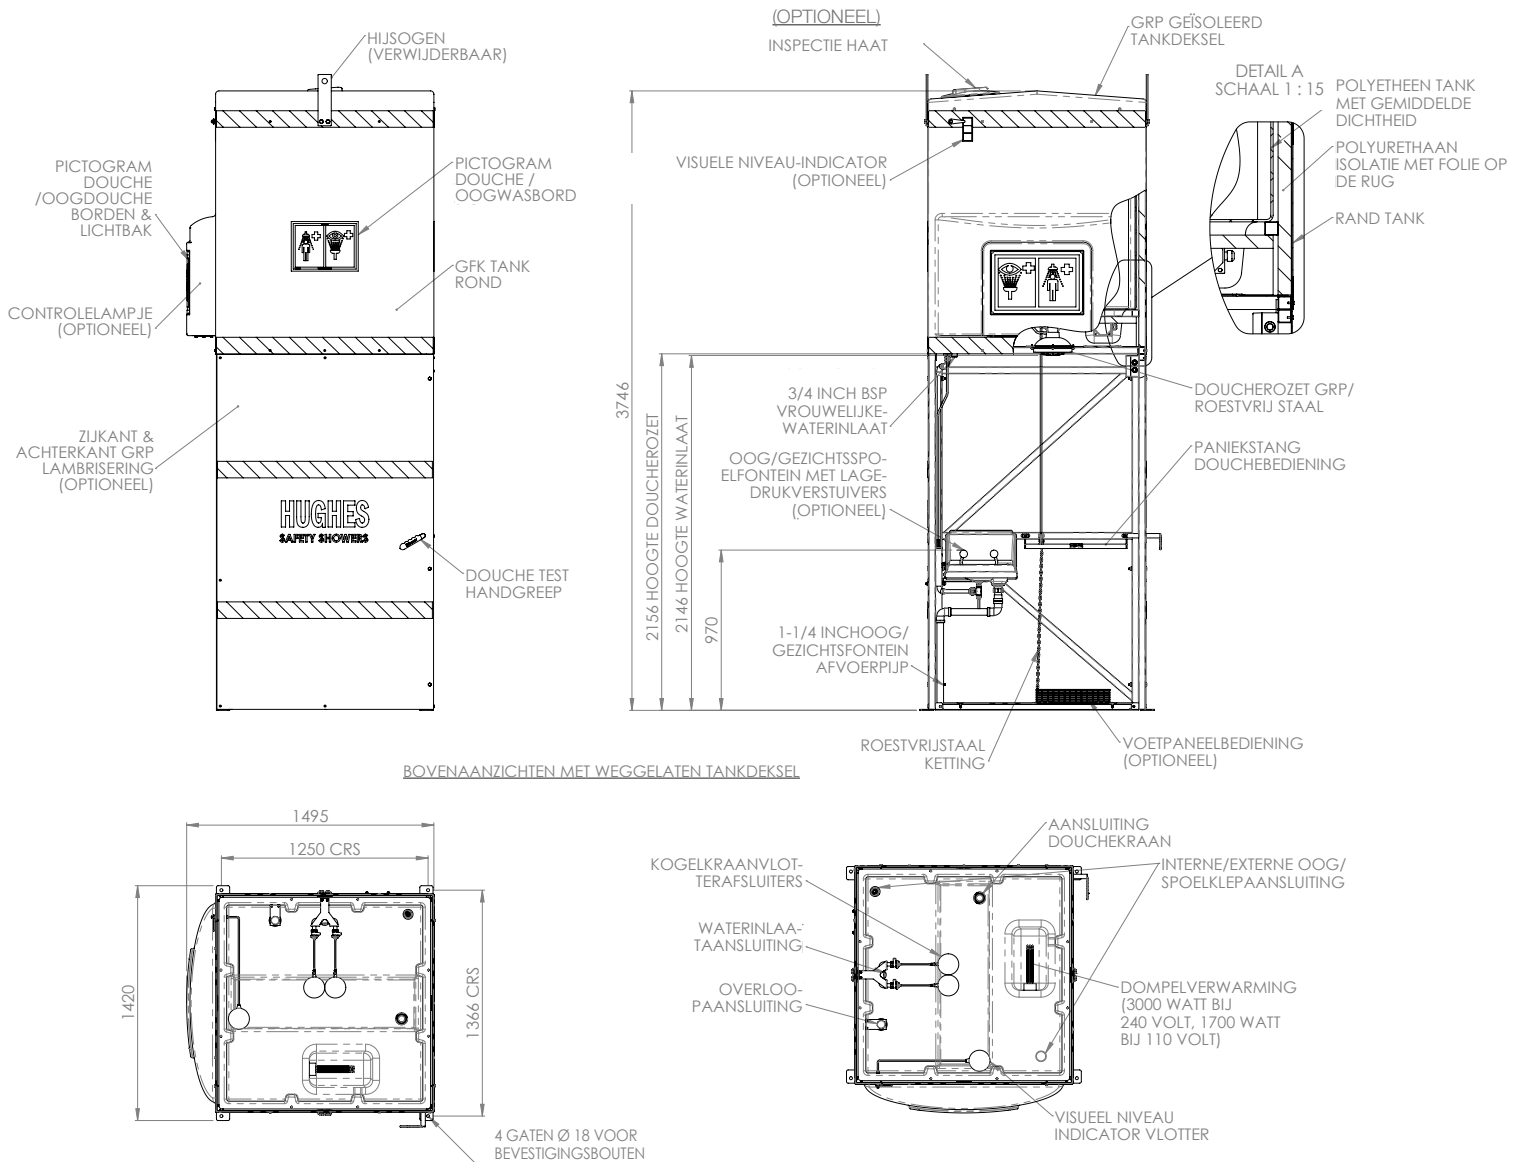 (OPTIONEEL)
INSPECTIE HAAT
GRP GEÏSOLEERD
TANKDEKSEL
HIJSOGEN
(VERWIJDERBAAR)
DETAIL A
SCHAAL 1 : 15
POLYETHEEN TANK
MET GEMIDDELDE
DICHTHEID
POLYURETHAAN
ISOLATIE MET FOLIE OP
DE RUG
RAND TANK
PICTOGRAM
DOUCHE
/OOGDOUCHE
BORDEN &
LICHTBAK
PICTOGRAM
DOUCHE /
OOGWASBORD
VISUELE NIVEAU-INDICATOR
(OPTIONEEL)
GFK TANK
ROND
CONTROLELAMPJE
(OPTIONEEL)
3746
2156 HOOGTE DOUCHEROZET
2146 HOOGTE WATERINLAAT
970
3/4 INCH BSP
VROUWELIJKE-
WATERINLAAT
DOUCHEROZET GRP/
ROESTVRIJ STAAL
ZIJKANT &
ACHTERKANT GRP
LAMBRISERING
(OPTIONEEL)
OOG/GEZICHTSSPO-
ELFONTEIN MET LAGE-
DRUKVERSTUIVERS
(OPTIONEEL)
PANIEKSTANG
DOUCHEBEDIENING
HUGHES
SAFETY SHOWERS
DOUCHE TEST
HANDGREEP
1-1/4 INCHOOG/
GEZICHTSFONTEIN
AFVOERPIJP
ROESTVRIJSTAAL
KETTING
VOETPANEELBEDIENING
(OPTIONEEL)
BOVENAANZICHTEN MET WEGGELATEN TANKDEKSEL
1495
1250 CRS
1420
1366 CRS
4 GATEN Ø 18 VOOR
BEVESTIGINGSBOUTEN
AANSLUITING
DOUCHEKRAAN
KOGELKRAANVLOT-
TERAFSLUITERS
INTERNE/EXTERNE OOG/
SPOELKLEPAANSLUITING
WATERINLAA-
TAANSLUITING
OVERLOO-
PAANSLUITING
DOMPELVERWARMING
(3000 WATT BIJ
240 VOLT, 1700 WATT
BIJ 110 VOLT)
VISUEEL NIVEAU
INDICATOR VLOTTER